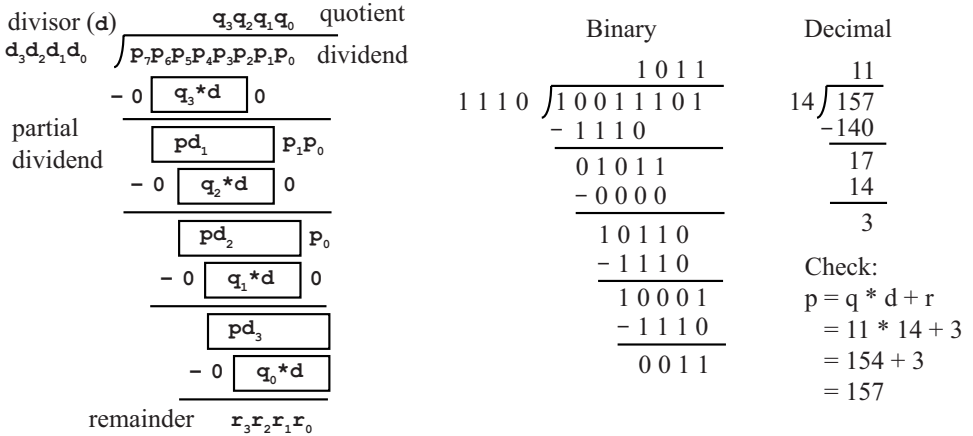 divisor (d) q₃q₂q₁q₀ quotient
d₃d₂d₁d₀ p₇p₆p₅p₄p₃p₂p₁p₀ dividend
− 0 q₃*d 0
partial
dividend
pd₁ p₁p₀
− 0 q₂*d 0
pd₂ p₀
− 0 q₁*d 0
pd₃
− 0 q₀*d
remainder r₃r₂r₁r₀
Binary
1 0 1 1
1 1 1 0 1 0 0 1 1 1 0 1
− 1 1 1 0
0 1 0 1 1
− 0 0 0 0
1 0 1 1 0
− 1 1 1 0
1 0 0 0 1
− 1 1 1 0
0 0 1 1
Decimal
11
14 157
−140
17
14
3
Check:
p = q * d + r
= 11 * 14 + 3
= 154 + 3
= 157